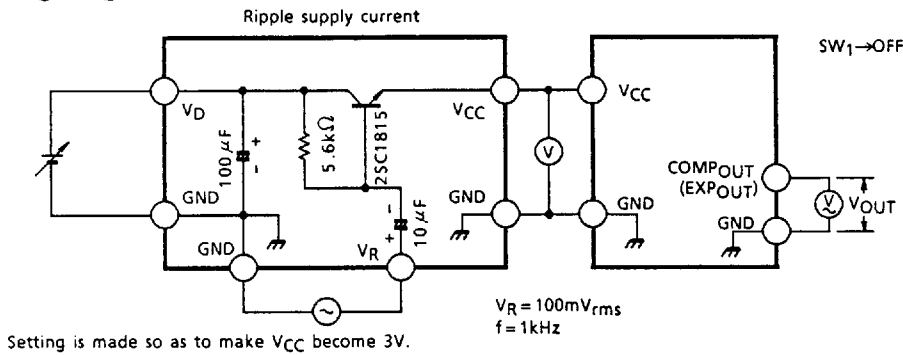 Ripple supply current
SW1→OFF
VD
100μF
+
-
5.6kΩ
2SC1815
VCC
V
VCC
COMPOUT
(EXPOUT)
V
VOUT
GND
GND
GND
GND
GND
-
+
10μF
VR
VR = 100mVrms
f = 1kHz
Setting is made so as to make VCC become 3V.